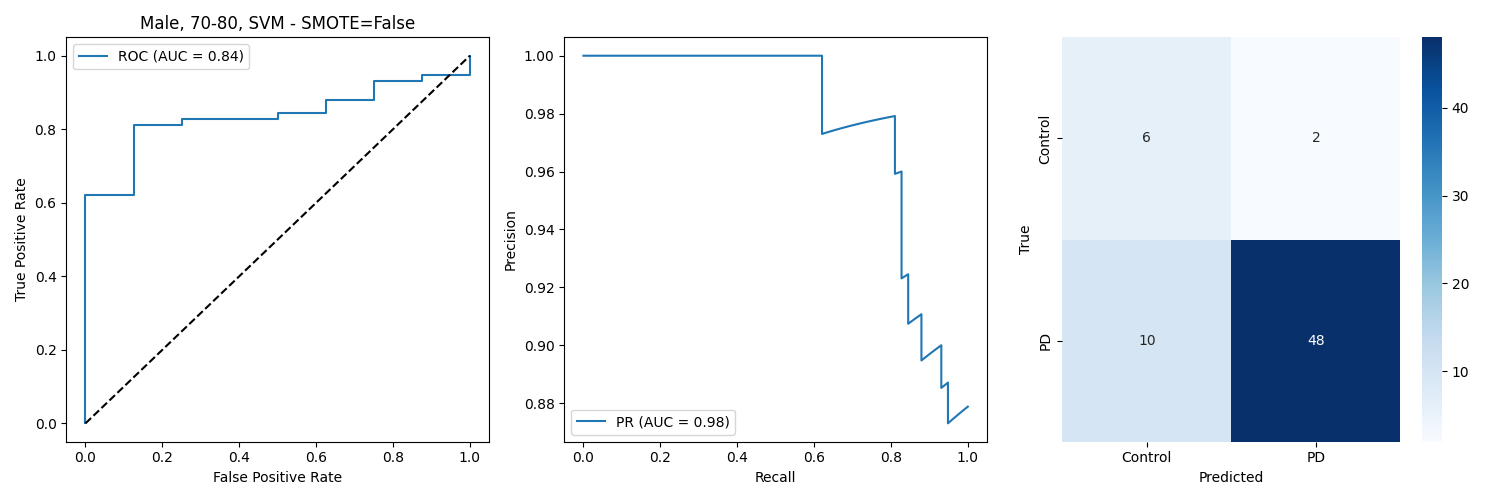 Male, 70-80, SVM - SMOTE=False
ROC (AUC = 0.84)
True Positive Rate
1.0
0.8
0.6
0.4
0.2
0.0
0.0 0.2 0.4 0.6 0.8 1.0
False Positive Rate
Precision
1.00
0.98
0.96
0.94
0.92
0.90
0.88
PR (AUC = 0.98)
0.0 0.2 0.4 0.6 0.8 1.0
Recall
True
Control
PD
6 2
10 48
Control PD
Predicted
40
30
20
10